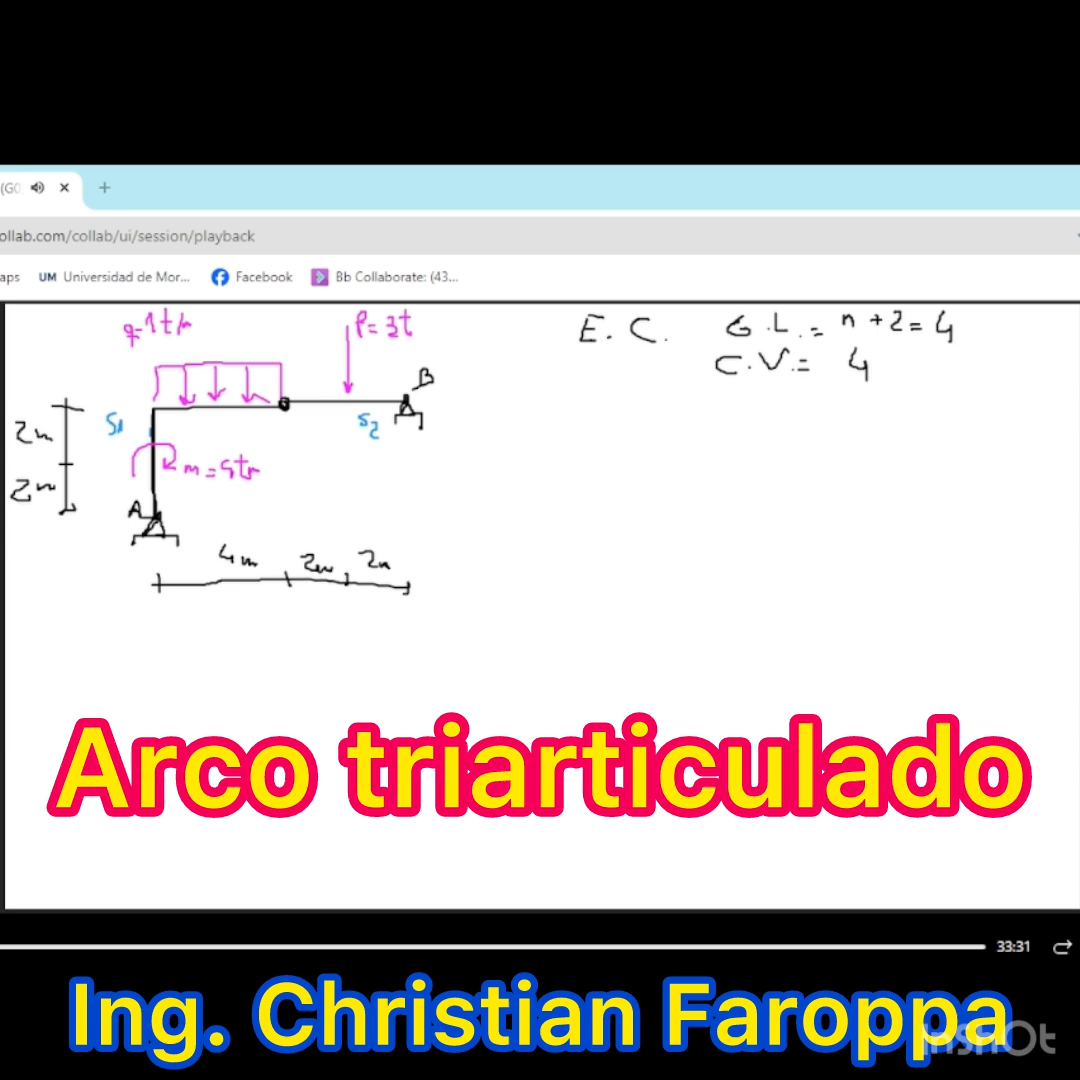 (GO
ollab.com/collab/ui/session/playback
aps UM Universidad de Mor... Facebook Bb Collaborate: (43...
q=1t/m
P=3t
E. C. G.L.= n+2=4
C.V.= 4
B
2m
S1
S2
m=5tm
2m
A
4m 2m 2m
Arco triarticulado
33:31
Ing. Christian Faroppa
InShOt